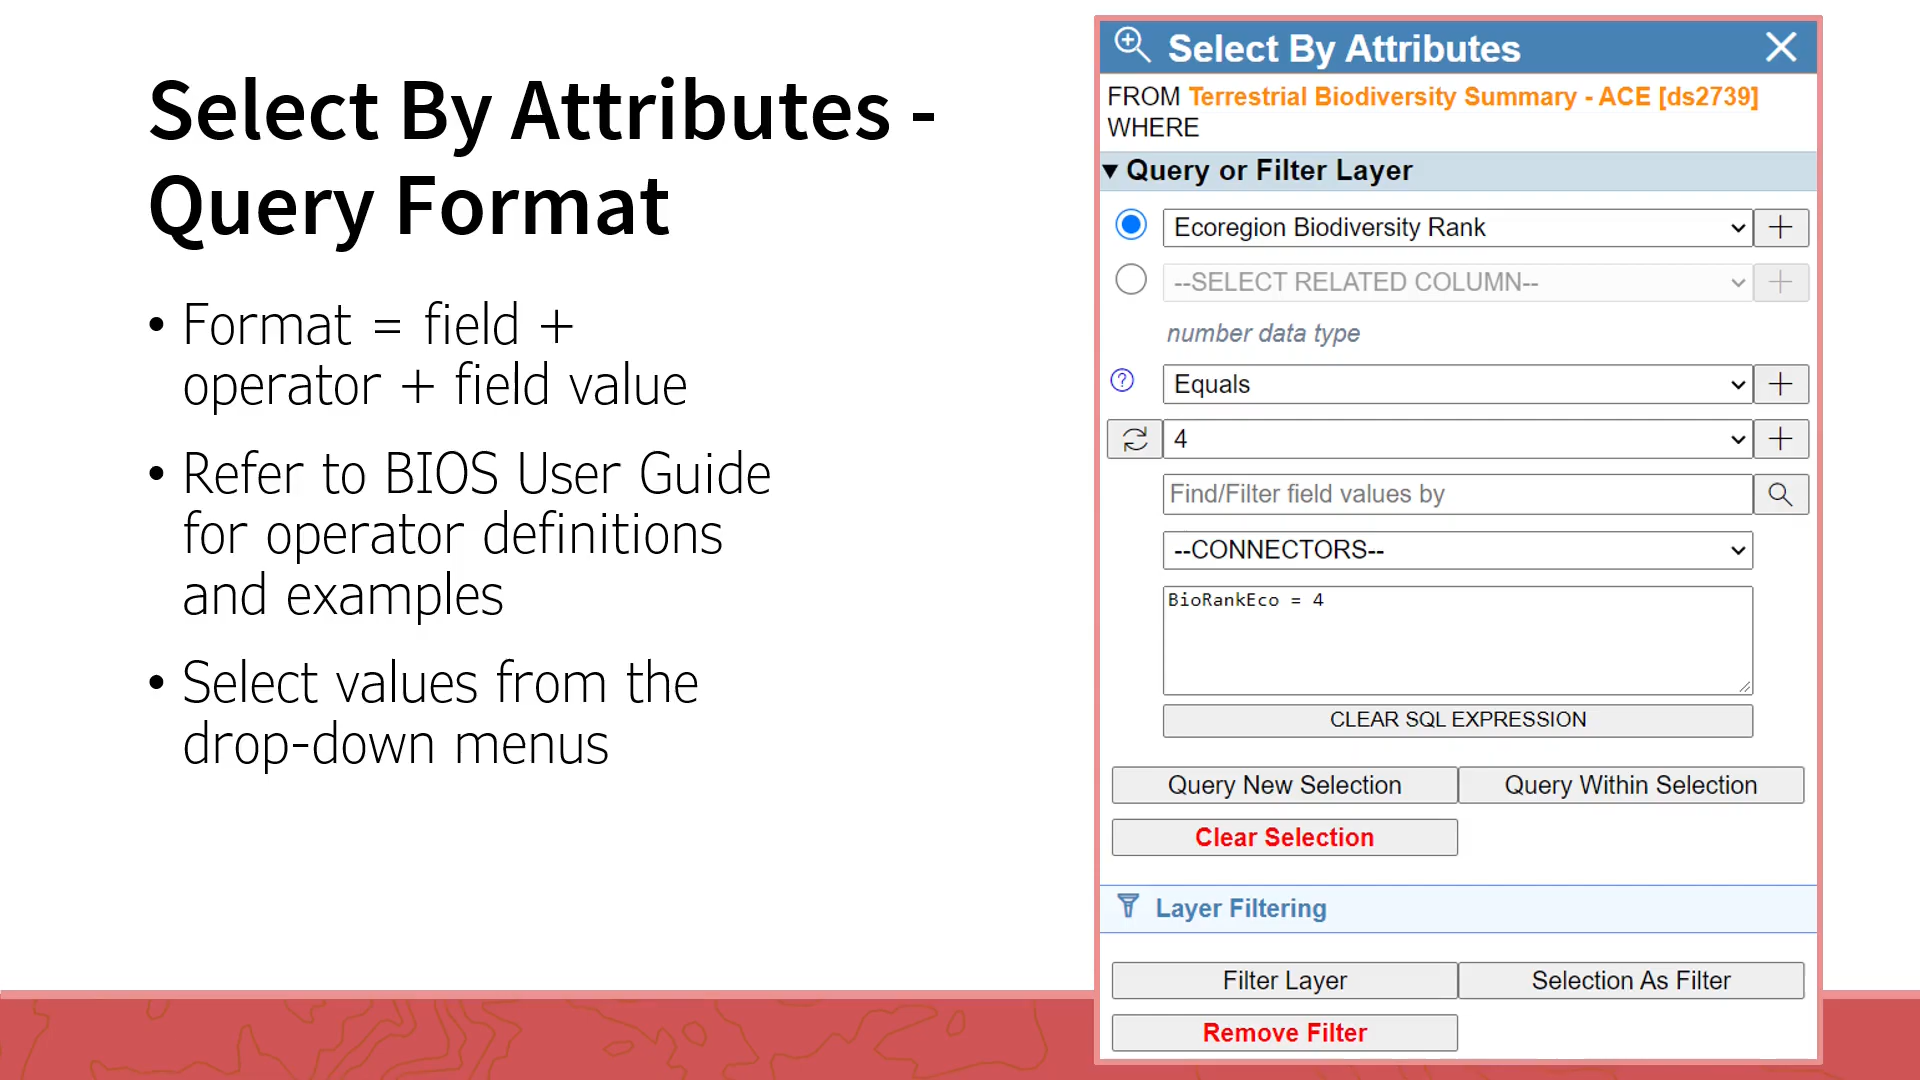 Select By Attributes -
Query Format
• Format = field +
operator + field value
• Refer to BIOS User Guide
for operator definitions
and examples
• Select values from the
drop-down menus
Select By Attributes
FROM Terrestrial Biodiversity Summary - ACE [ds2739]
WHERE
Query or Filter Layer
Ecoregion Biodiversity Rank
--SELECT RELATED COLUMN--
number data type
Equals
4
Find/Filter field values by
--CONNECTORS--
BioRankEco = 4
CLEAR SQL EXPRESSION
Query New Selection Query Within Selection
Clear Selection
Layer Filtering
Filter Layer Selection As Filter
Remove Filter